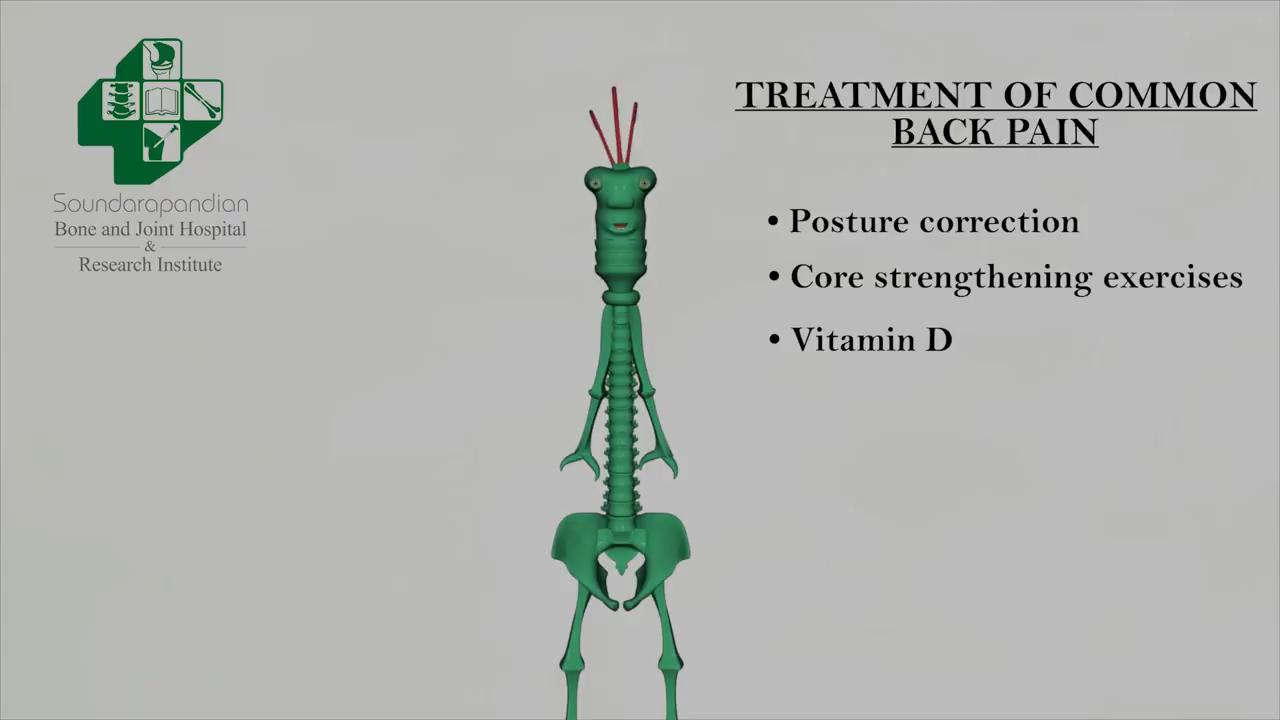 Soundarapandian
Bone and Joint Hospital
&
Research Institute
TREATMENT OF COMMON
BACK PAIN
• Posture correction
• Core strengthening exercises
• Vitamin D